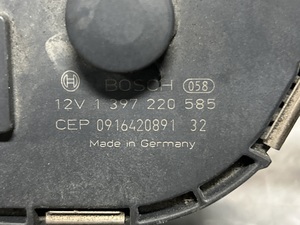 BOSCH 058
12V 1 397 220 585
CEP 0916420891 32
Made in Germany